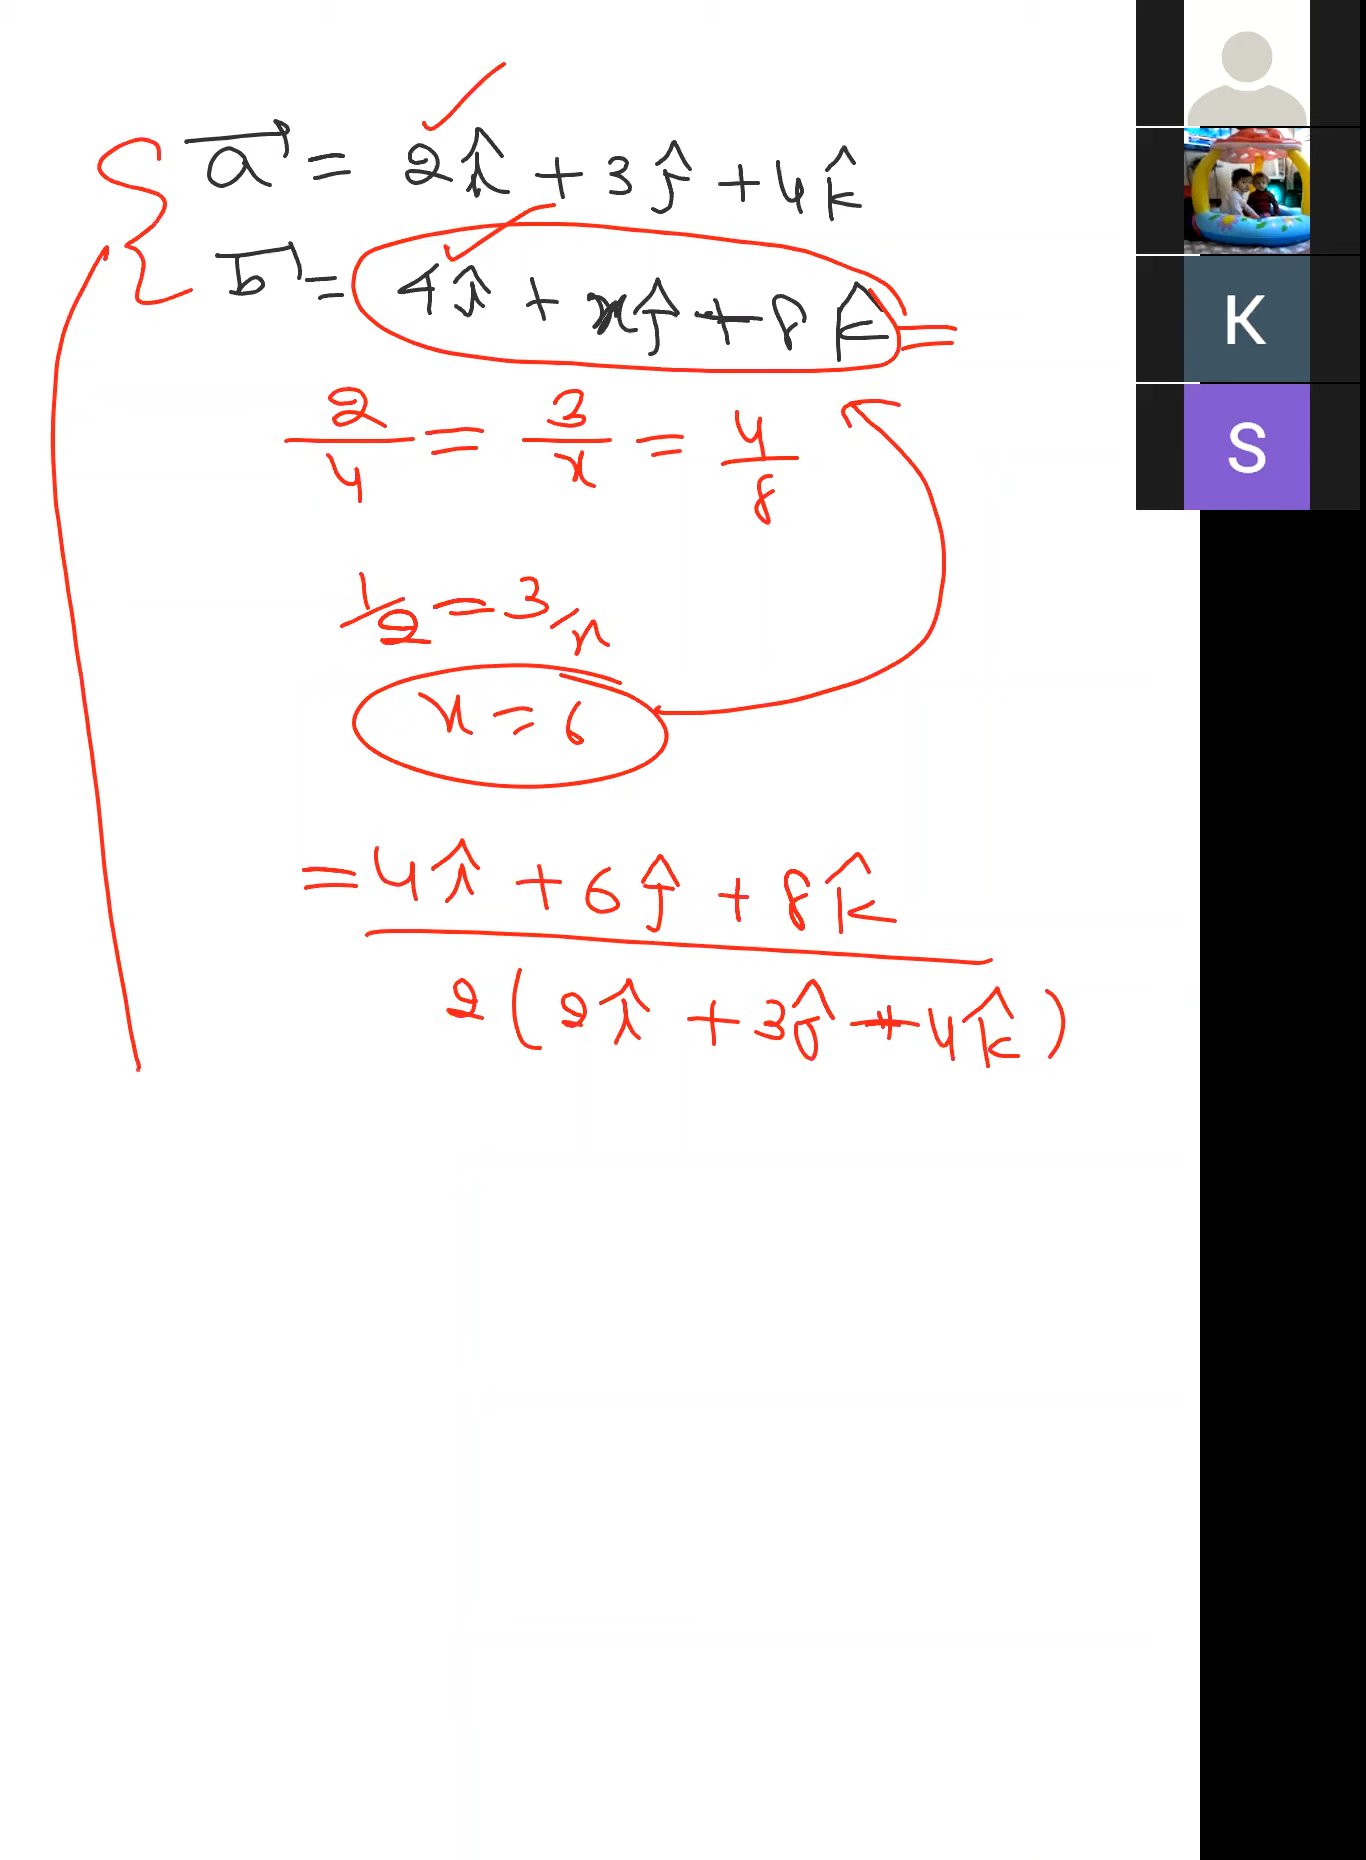 a⃗ = 2î + 3ĵ + 4k̂
b⃗ = 4î + xĵ + 8k̂ =
2/4 = 3/x = 4/8
1/2 = 3/x
x = 6
= 4î + 6ĵ + 8k̂
2(2î + 3ĵ + 4k̂)
K
S